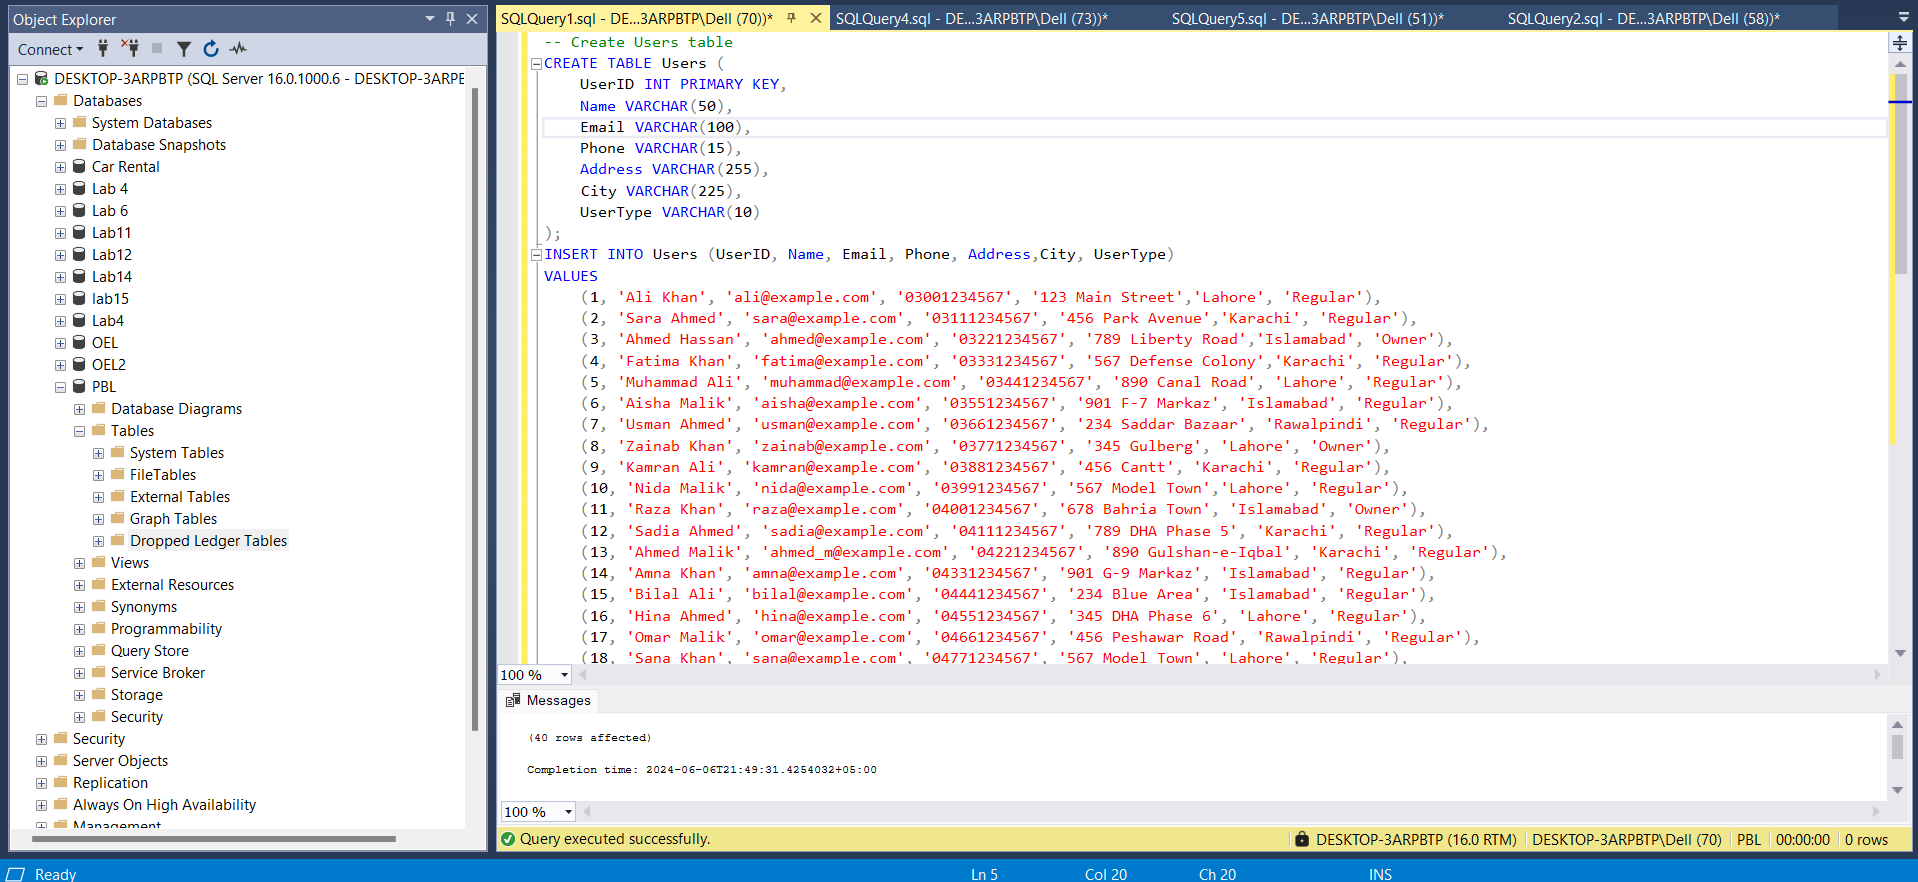 Object Explorer
Connect
DESKTOP-3ARPBTP (SQL Server 16.0.1000.6 - DESKTOP-3ARPE
Databases
System Databases
Database Snapshots
Car Rental
Lab 4
Lab 6
Lab11
Lab12
Lab14
lab15
Lab4
OEL
OEL2
PBL
Database Diagrams
Tables
System Tables
FileTables
External Tables
Graph Tables
Dropped Ledger Tables
Views
External Resources
Synonyms
Programmability
Query Store
Service Broker
Storage
Security
Security
Server Objects
Replication
Always On High Availability
Management
SQLQuery1.sql - DE...3ARPBTP\Dell (70))* SQLQuery4.sql - DE...3ARPBTP\Dell (73))* SQLQuery5.sql - DE...3ARPBTP\Dell (51))* SQLQuery2.sql - DE...3ARPBTP\Dell (58))*
-- Create Users table
CREATE TABLE Users (
UserID INT PRIMARY KEY,
Name VARCHAR(50),
Email VARCHAR(100),
Phone VARCHAR(15),
Address VARCHAR(255),
City VARCHAR(225),
UserType VARCHAR(10)
);
INSERT INTO Users (UserID, Name, Email, Phone, Address,City, UserType)
VALUES
(1, 'Ali Khan', 'ali@example.com', '03001234567', '123 Main Street','Lahore', 'Regular'),
(2, 'Sara Ahmed', 'sara@example.com', '03111234567', '456 Park Avenue','Karachi', 'Regular'),
(3, 'Ahmed Hassan', 'ahmed@example.com', '03221234567', '789 Liberty Road','Islamabad', 'Owner'),
(4, 'Fatima Khan', 'fatima@example.com', '03331234567', '567 Defense Colony','Karachi', 'Regular'),
(5, 'Muhammad Ali', 'muhammad@example.com', '03441234567', '890 Canal Road', 'Lahore', 'Regular'),
(6, 'Aisha Malik', 'aisha@example.com', '03551234567', '901 F-7 Markaz', 'Islamabad', 'Regular'),
(7, 'Usman Ahmed', 'usman@example.com', '03661234567', '234 Saddar Bazaar', 'Rawalpindi', 'Regular'),
(8, 'Zainab Khan', 'zainab@example.com', '03771234567', '345 Gulberg', 'Lahore', 'Owner'),
(9, 'Kamran Ali', 'kamran@example.com', '03881234567', '456 Cantt', 'Karachi', 'Regular'),
(10, 'Nida Malik', 'nida@example.com', '03991234567', '567 Model Town','Lahore', 'Regular'),
(11, 'Raza Khan', 'raza@example.com', '04001234567', '678 Bahria Town', 'Islamabad', 'Owner'),
(12, 'Sadia Ahmed', 'sadia@example.com', '04111234567', '789 DHA Phase 5', 'Karachi', 'Regular'),
(13, 'Ahmed Malik', 'ahmed_m@example.com', '04221234567', '890 Gulshan-e-Iqbal', 'Karachi', 'Regular'),
(14, 'Amna Khan', 'amna@example.com', '04331234567', '901 G-9 Markaz', 'Islamabad', 'Regular'),
(15, 'Bilal Ali', 'bilal@example.com', '04441234567', '234 Blue Area', 'Islamabad', 'Regular'),
(16, 'Hina Ahmed', 'hina@example.com', '04551234567', '345 DHA Phase 6', 'Lahore', 'Regular'),
(17, 'Omar Malik', 'omar@example.com', '04661234567', '456 Peshawar Road', 'Rawalpindi', 'Regular'),
(18, 'Sana Khan', 'sana@example.com', '04771234567', '567 Model Town', 'Lahore', 'Regular'),
100 %
Messages
(40 rows affected)
Completion time: 2024-06-06T21:49:31.4254032+05:00
100 %
Query executed successfully. DESKTOP-3ARPBTP (16.0 RTM) DESKTOP-3ARPBTP\Dell (70) PBL 00:00:00 0 rows
Ready Ln 5 Col 20 Ch 20 INS